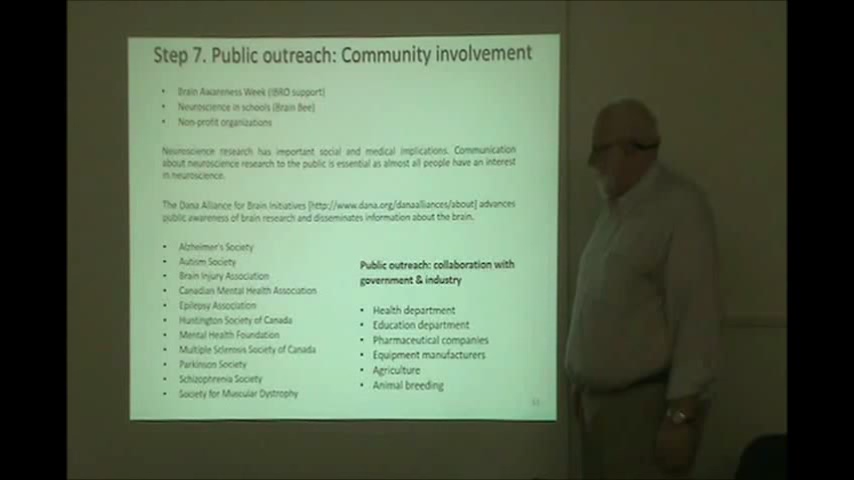 Step 7. Public outreach: Community involvement
• Brain Awareness Week (IBRO support)
• Neuroscience in schools (Brain Bee)
• Non-profit organizations
Neuroscience research has important social and medical implications. Communication
about neuroscience research to the public is essential as almost all people have an interest
in neuroscience.
The Dana Alliance for Brain Initiatives [http://www.dana.org/danaalliances/about] advances
public awareness of brain research and disseminates information about the brain.
• Alzheimer's Society
• Autism Society
• Brain Injury Association
• Canadian Mental Health Association
• Epilepsy Association
• Huntington Society of Canada
• Mental Health Foundation
• Multiple Sclerosis Society of Canada
• Parkinson Society
• Schizophrenia Society
• Society for Muscular Dystrophy
Public outreach: collaboration with
government & industry
• Health department
• Education department
• Pharmaceutical companies
• Equipment manufacturers
• Agriculture
• Animal breeding